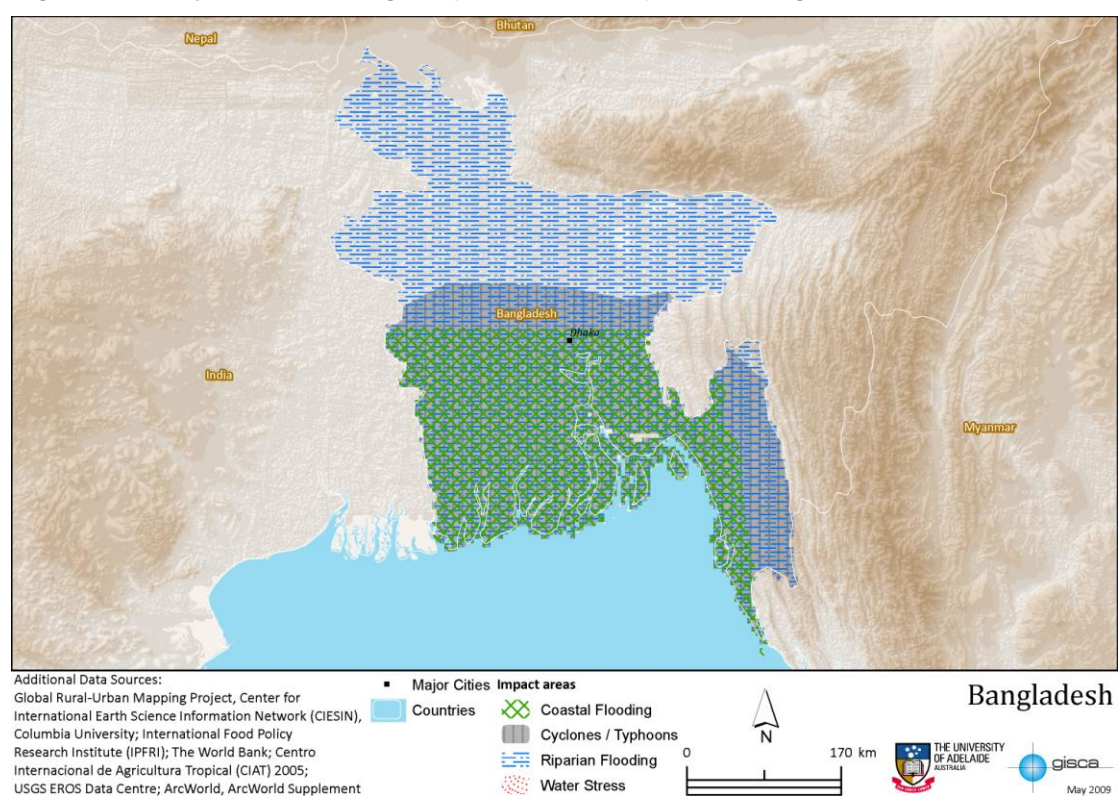 Nepal
Bhutan
Bangladesh
Dhaka
India
Myanmar
Additional Data Sources:
Global Rural-Urban Mapping Project, Center for
International Earth Science Information Network (CIESIN),
Columbia University; International Food Policy
Research Institute (IPFRI); The World Bank; Centro
Internacional de Agricultura Tropical (CIAT) 2005;
USGS EROS Data Centre; ArcWorld, ArcWorld Supplement
Major Cities
Countries
Impact areas
Coastal Flooding
Cyclones / Typhoons
Riparian Flooding
Water Stress
N
0 170 km
Bangladesh
THE UNIVERSITY
OF ADELAIDE
AUSTRALIA
gisca
May 2009